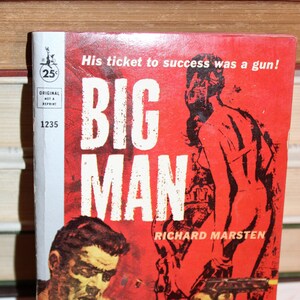 His ticket to success was a gun!
25¢
ORIGINAL
NOT A
REPRINT
1235
BIG
MAN
RICHARD MARSTEN